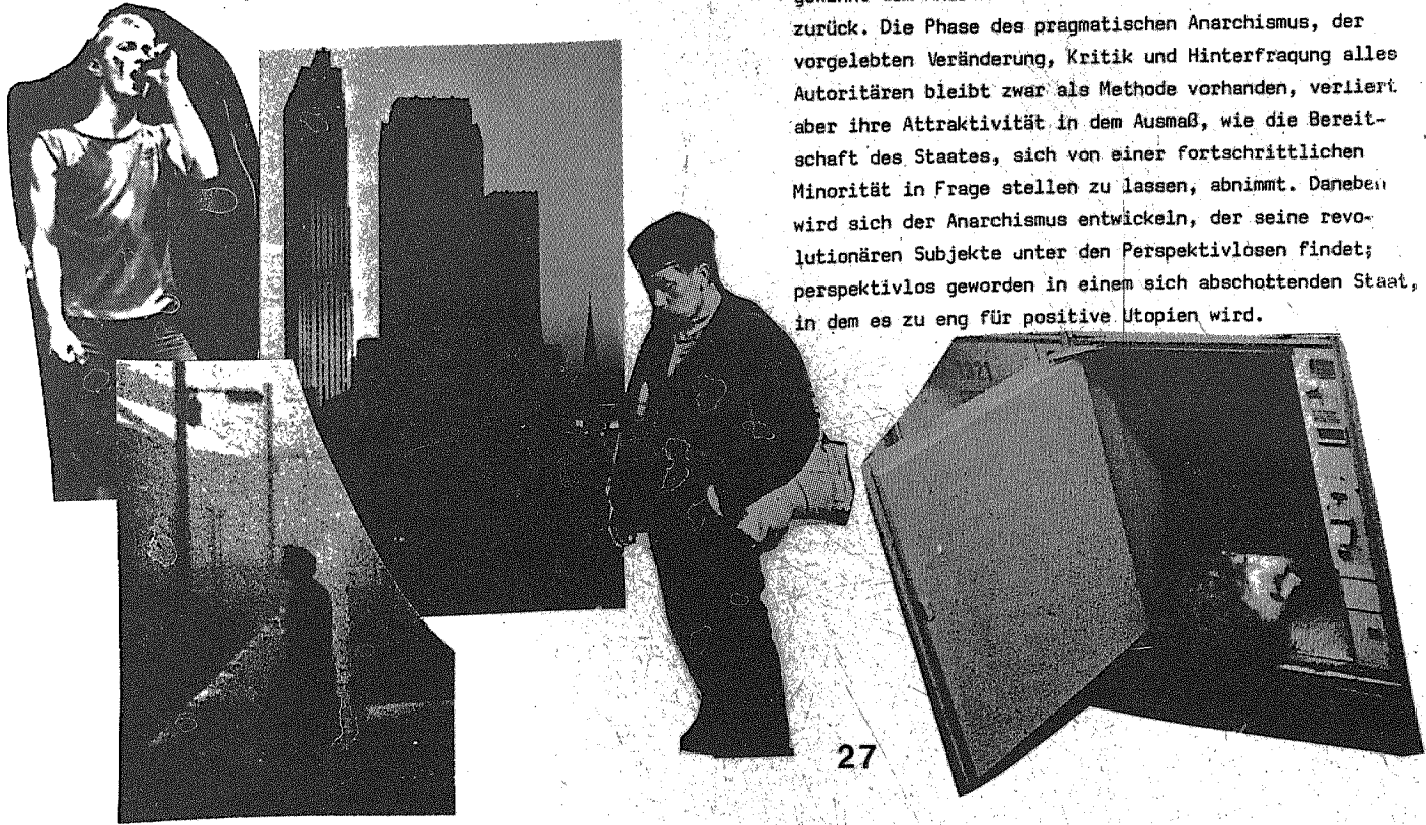 zurück. Die Phase des pragmatischen Anarchismus, der
vorgelebten Veränderung, Kritik und Hinterfragung alles
Autoritären bleibt zwar als Methode vorhanden, verliert
aber ihre Attraktivität in dem Ausmaß, wie die Bereit-
schaft des Staates, sich von einer fortschrittlichen
Minorität in Frage stellen zu lassen, abnimmt. Daneben
wird sich der Anarchismus entwickeln, der seine revo-
lutionären Subjekte unter den Perspektivlosen findet;
perspektivlos geworden in einem sich abschottenden Staat,
in dem es zu eng für positive Utopien wird.
27